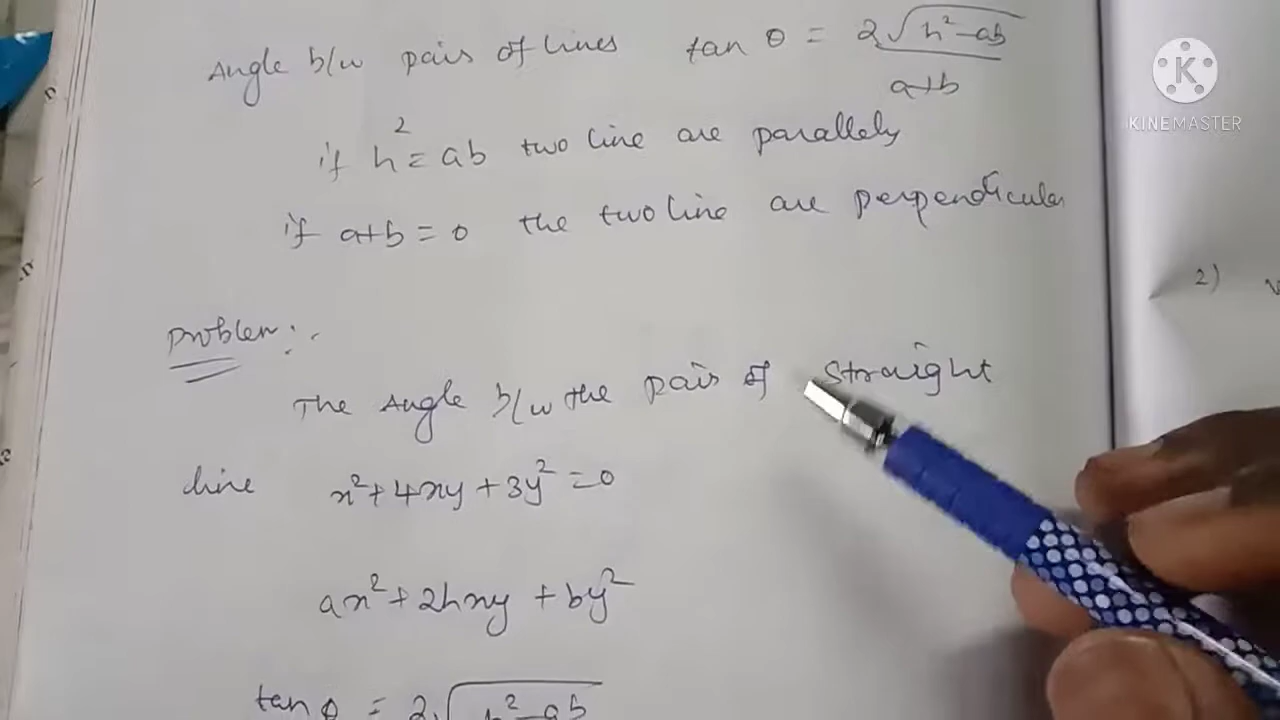 Angle b/w pairs of lines tan θ = 2√h²-ab / a+b
KINEMASTER
if h² = ab two line are parallely
if a+b = 0 the two line are perpendicular
2)
Problem:-
The Angle b/w the pair of straight
line x²+4xy+3y²=0
ax²+2hxy+by²
tan θ = 2√h²-ab